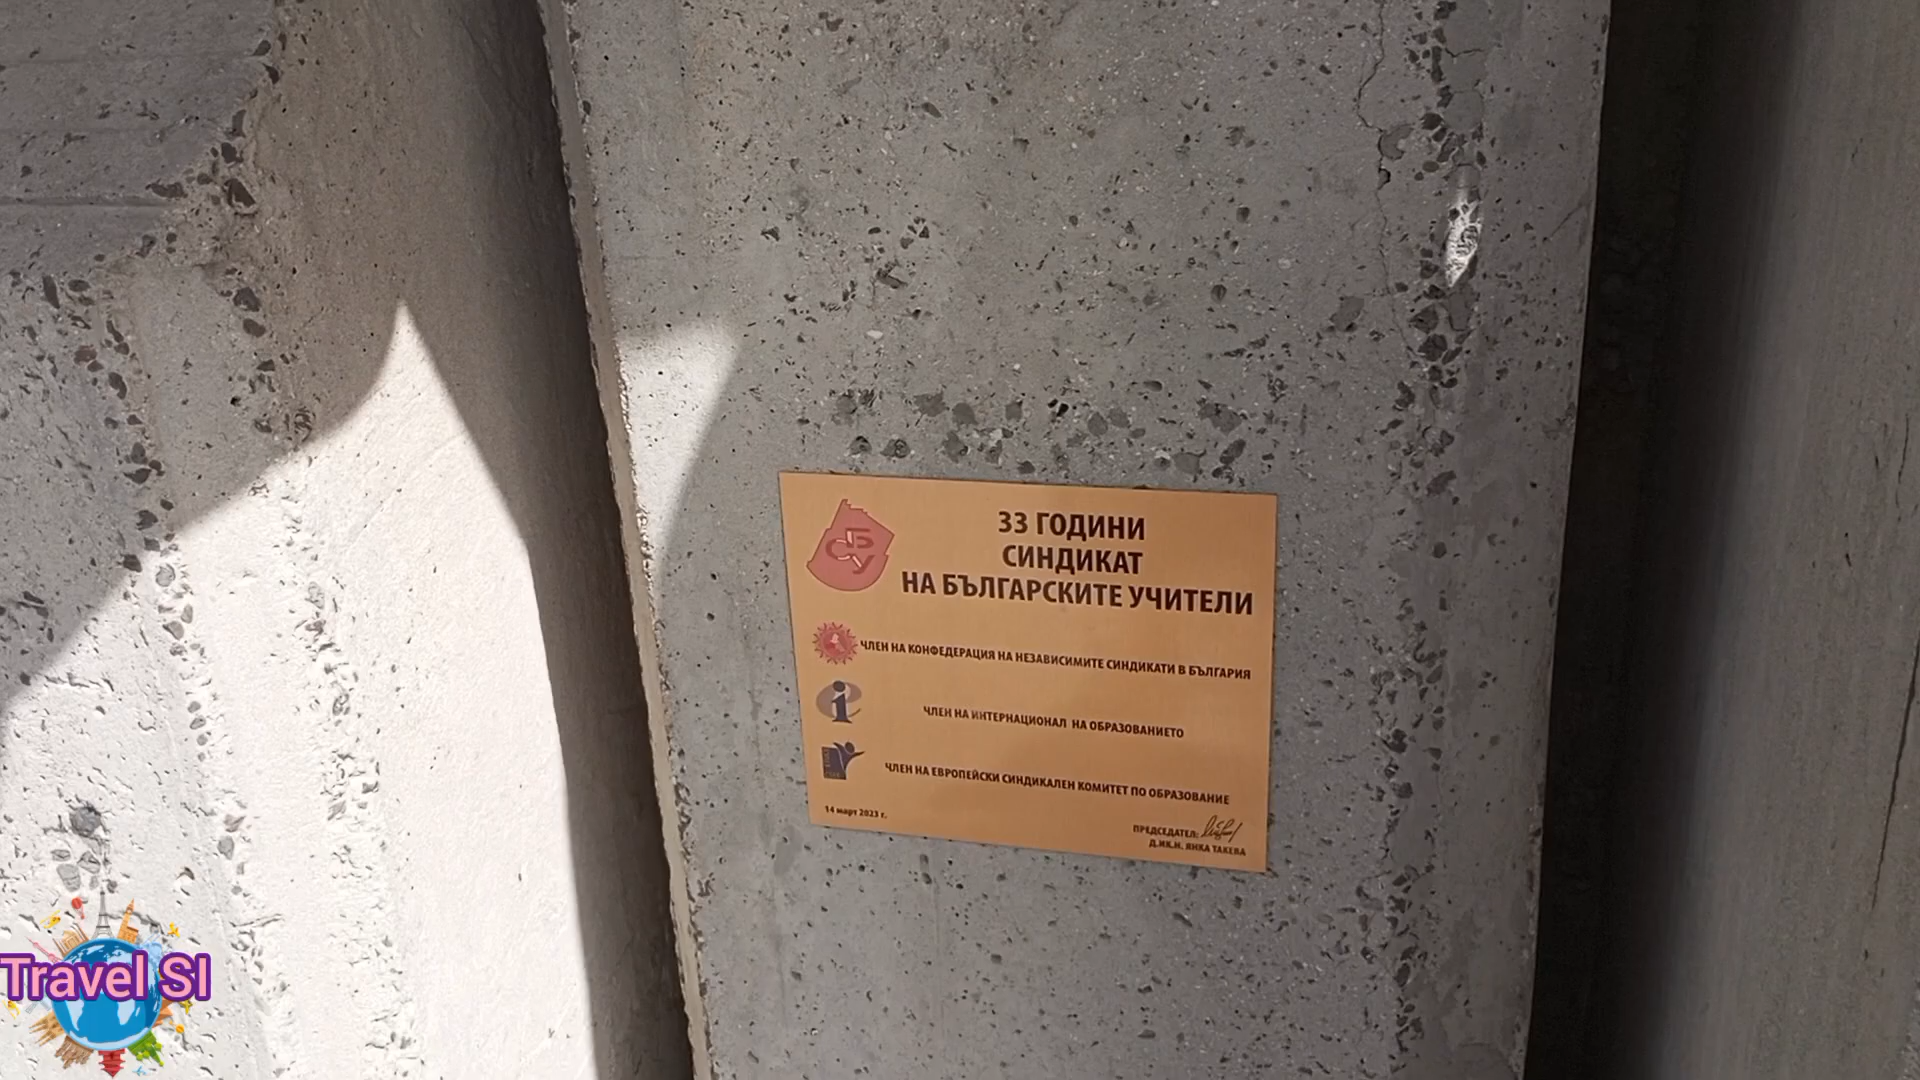 СБУ
33 ГОДИНИ
СИНДИКАТ
НА БЪЛГАРСКИТЕ УЧИТЕЛИ
ЧЛЕН НА КОНФЕДЕРАЦИЯ НА НЕЗАВИСИМИТЕ СИНДИКАТИ В БЪЛГАРИЯ
ЧЛЕН НА ИНТЕРНАЦИОНАЛ НА ОБРАЗОВАНИЕТО
ЧЛЕН НА ЕВРОПЕЙСКИ СИНДИКАЛЕН КОМИТЕТ ПО ОБРАЗОВАНИЕ
14 март 2023 г.
ПРЕДСЕДАТЕЛ:
Д.ИК.Н. ЯНКА ТАКЕВА
Travel SI